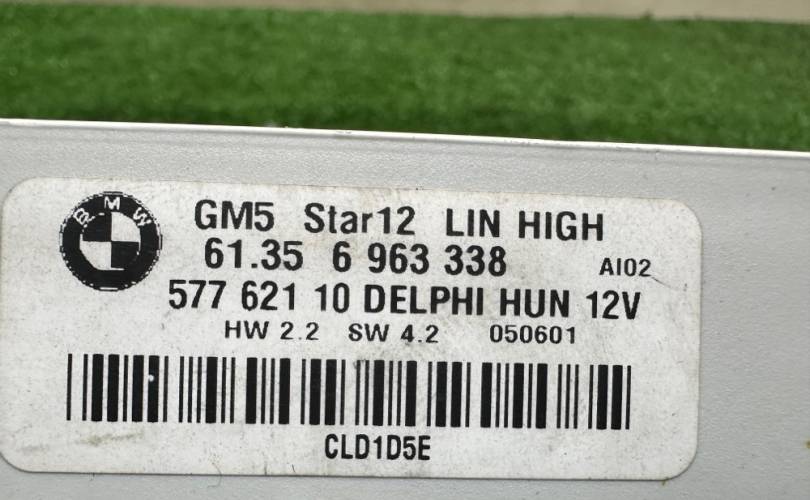 BMW
GM5 Star12 LIN HIGH
61.35 6 963 338 AI02
577 621 10 DELPHI HUN 12V
HW 2.2 SW 4.2 050601
CLD1D5E